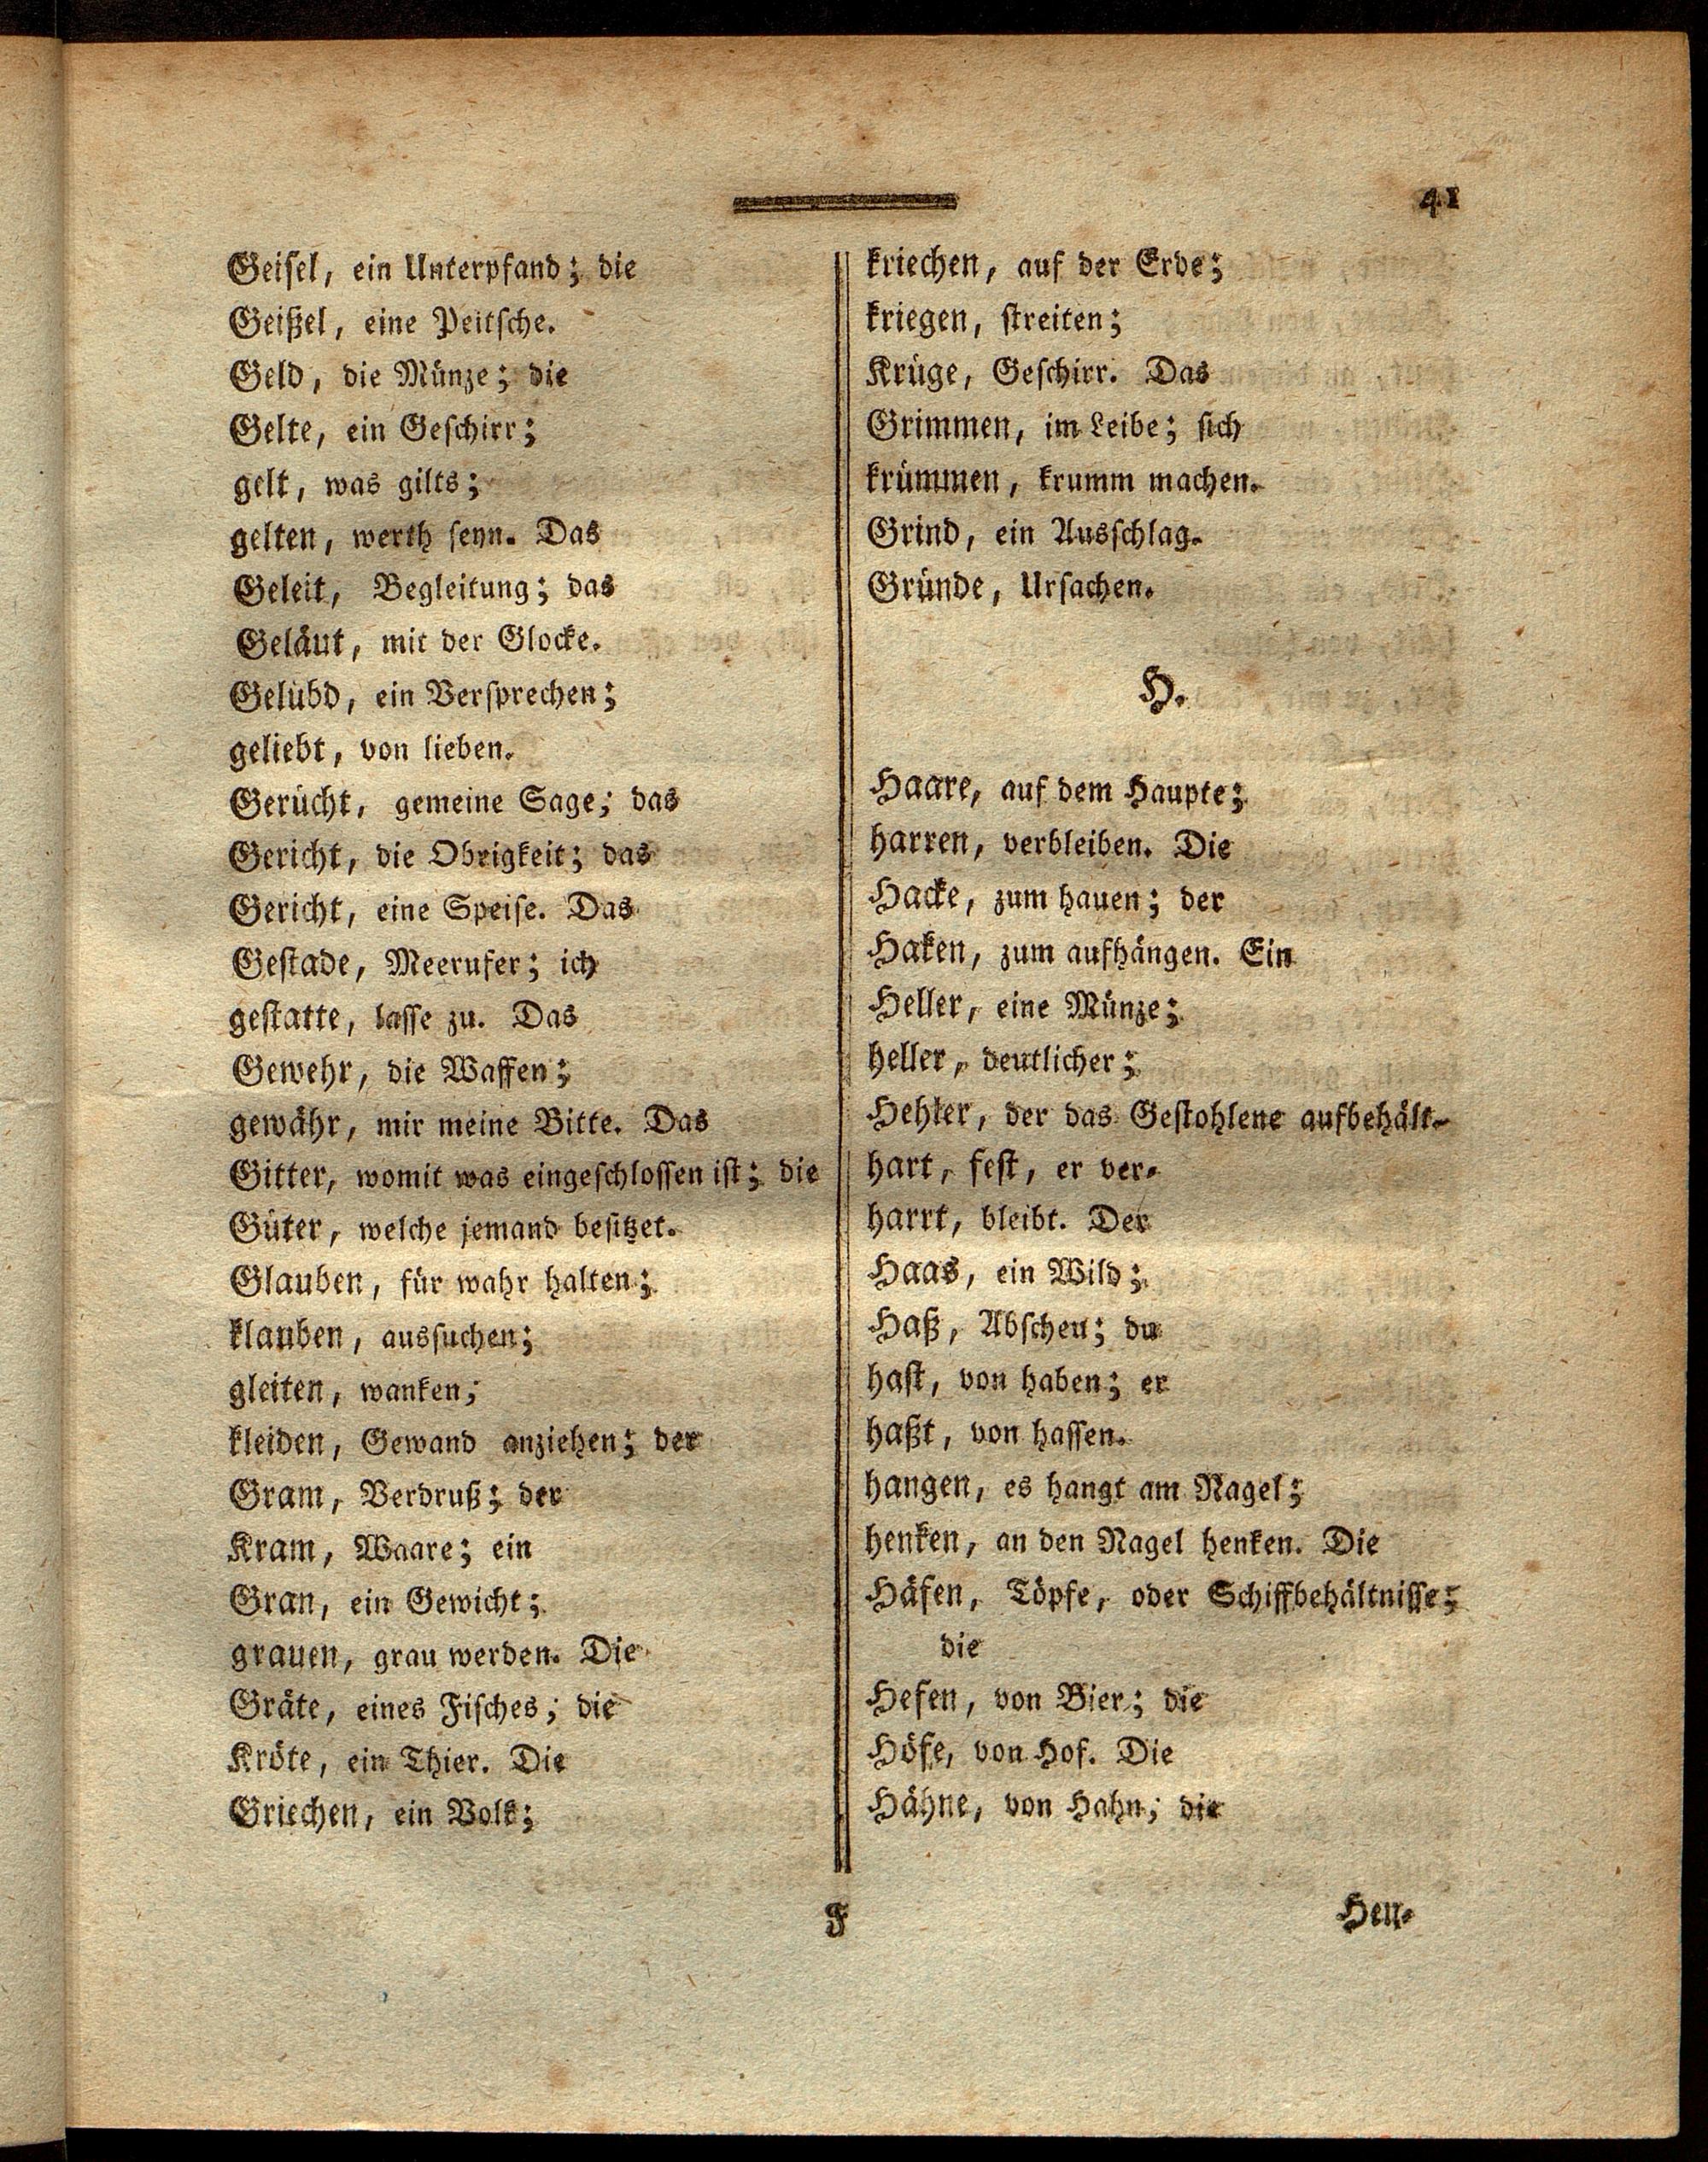 41
Geisel, ein Unterpfand; die
Geißel, eine Peitsche.
Geld, die Münze; die
Gelte, ein Geschirr;
gelt, was gilts;
gelten, werth seyn. Das
Geleit, Begleitung; das
Geläut, mit der Glocke.
Gelübd, ein Versprechen;
geliebt, von lieben.
Gerücht, gemeine Sage; das
Gericht, die Obrigkeit; das
Gericht, eine Speise. Das
Gestade, Meerufer; ich
gestatte, lasse zu. Das
Gewehr, die Waffen;
gewähr, mir meine Bitte. Das
Gitter, womit was eingeschlossen ist; die
Güter, welche jemand besitzet.
Glauben, für wahr halten;
klauben, aussuchen;
gleiten, wanken;
kleiden, Gewand anziehen; der
Gram, Verdruß; der
Kram, Waare; ein
Gran, ein Gewicht;
grauen, grau werden. Die
Gräte, eines Fisches; die
Kröte, ein Thier. Die
Griechen, ein Volk;
kriechen, auf der Erde;
kriegen, streiten;
Krüge, Geschirr. Das
Grimmen, im Leibe; sich
krümmen, krumm machen.
Grind, ein Ausschlag.
Gründe, Ursachen.
H.
Haare, auf dem Haupte;
harren, verbleiben. Die
Hacke, zum hauen; der
Haken, zum aufhängen. Ein
Heller, eine Münze;
heller, deutlicher;
Hehler, der das Gestohlene aufbehält.
hart, fest, er ver-
harrt, bleibt. Der
Haas, ein Wild;
Haß, Abscheu; du
hast, von haben; er
haßt, von hassen.
hangen, es hangt am Nagel;
henken, an den Nagel henken. Die
Häfen, Töpfe, oder Schiffbehältnisse;
die
Hefen, von Bier; die
Höfe, von Hof. Die
Hähne, von Hahn; die
F
Hen-